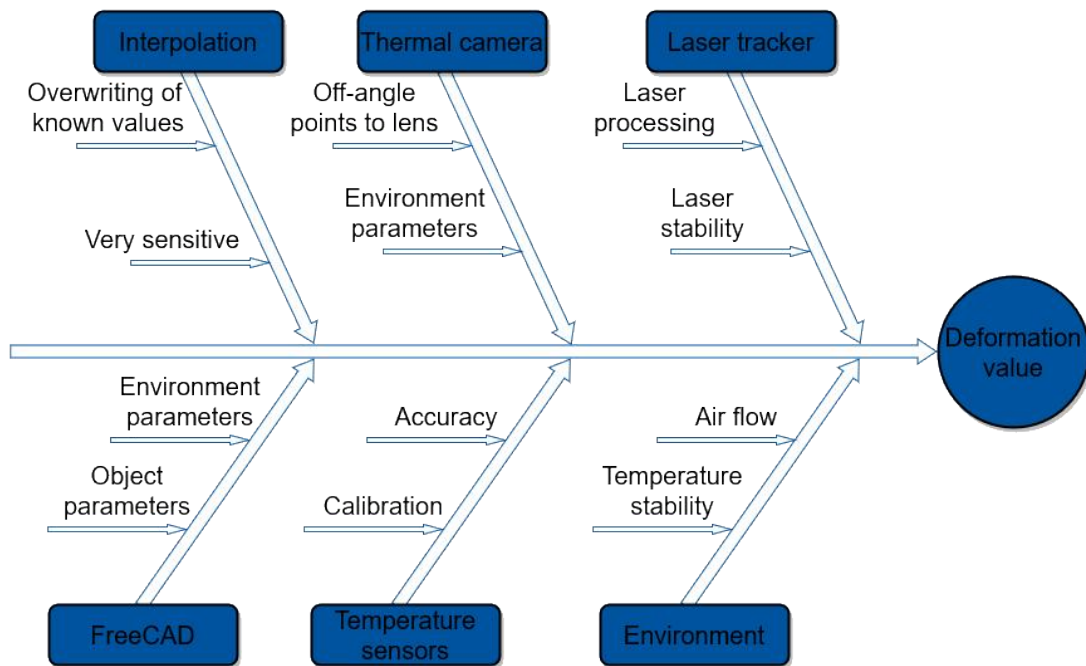 Interpolation
Thermal camera
Laser tracker
Overwriting of
known values
Off-angle
points to lens
Laser
processing
Very sensitive
Environment
parameters
Laser
stability
Deformation
value
Environment
parameters
Accuracy
Air flow
Object
parameters
Calibration
Temperature
stability
FreeCAD
Temperature
sensors
Environment